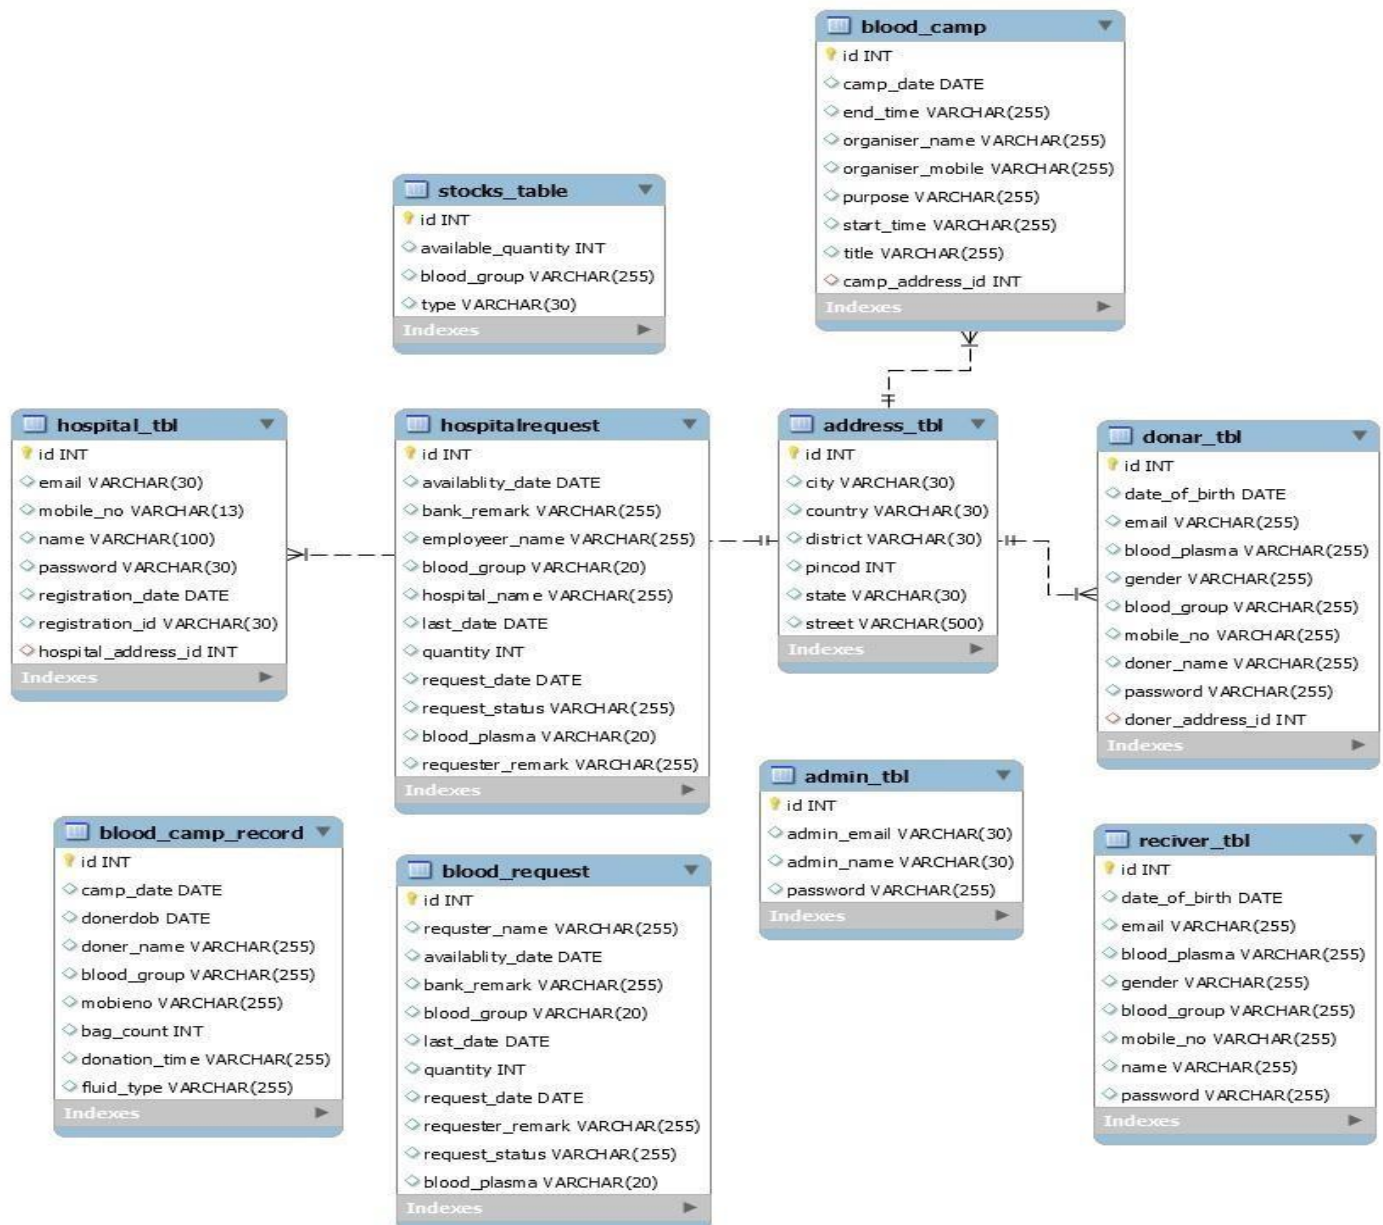 blood_camp
id INT
camp_date DATE
end_time VARCHAR(255)
organiser_name VARCHAR(255)
organiser_mobile VARCHAR(255)
purpose VARCHAR(255)
start_time VARCHAR(255)
title VARCHAR(255)
camp_address_id INT
Indexes
stocks_table
id INT
available_quantity INT
blood_group VARCHAR(255)
type VARCHAR(30)
Indexes
hospital_tbl
id INT
email VARCHAR(30)
mobile_no VARCHAR(13)
name VARCHAR(100)
password VARCHAR(30)
registration_date DATE
registration_id VARCHAR(30)
hospital_address_id INT
Indexes
hospitalrequest
id INT
availablity_date DATE
bank_remark VARCHAR(255)
employeer_name VARCHAR(255)
blood_group VARCHAR(20)
hospital_name VARCHAR(255)
last_date DATE
quantity INT
request_date DATE
request_status VARCHAR(255)
blood_plasma VARCHAR(20)
requester_remark VARCHAR(255)
Indexes
address_tbl
id INT
city VARCHAR(30)
country VARCHAR(30)
district VARCHAR(30)
pincod INT
state VARCHAR(30)
street VARCHAR(500)
Indexes
donar_tbl
id INT
date_of_birth DATE
email VARCHAR(255)
blood_plasma VARCHAR(255)
gender VARCHAR(255)
blood_group VARCHAR(255)
mobile_no VARCHAR(255)
doner_name VARCHAR(255)
password VARCHAR(255)
doner_address_id INT
Indexes
blood_camp_record
id INT
camp_date DATE
donerdob DATE
doner_name VARCHAR(255)
blood_group VARCHAR(255)
mobieno VARCHAR(255)
bag_count INT
donation_time VARCHAR(255)
fluid_type VARCHAR(255)
Indexes
blood_request
id INT
requster_name VARCHAR(255)
availablity_date DATE
bank_remark VARCHAR(255)
blood_group VARCHAR(20)
last_date DATE
quantity INT
request_date DATE
requester_remark VARCHAR(255)
request_status VARCHAR(255)
blood_plasma VARCHAR(20)
Indexes
admin_tbl
id INT
admin_email VARCHAR(30)
admin_name VARCHAR(30)
password VARCHAR(255)
Indexes
reciver_tbl
id INT
date_of_birth DATE
email VARCHAR(255)
blood_plasma VARCHAR(255)
gender VARCHAR(255)
blood_group VARCHAR(255)
mobile_no VARCHAR(255)
name VARCHAR(255)
password VARCHAR(255)
Indexes